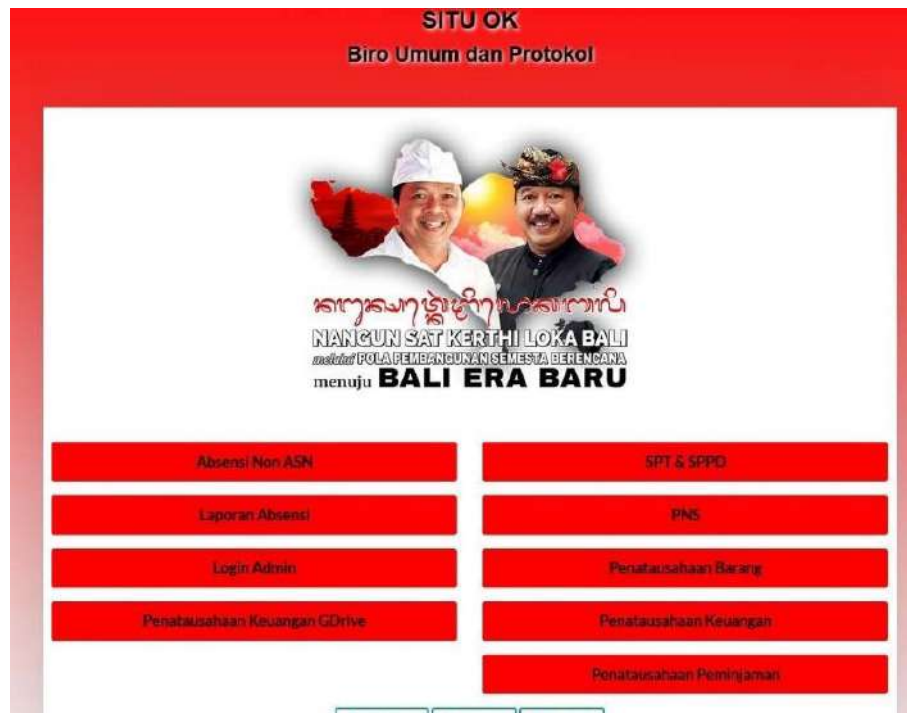 SITU OK
Biro Umum dan Protokol
NANGUN SAT KERTHI LOKA BALI
melalui POLA PEMBANGUNAN SEMESTA BERENCANA
menuju BALI ERA BARU
Absensi Non ASN
SPT & SPPD
Laporan Absensi
PNS
Login Admin
Penatausahaan Barang
Penatausahaan Keuangan GDrive
Penatausahaan Keuangan
Penatausahaan Peminjaman